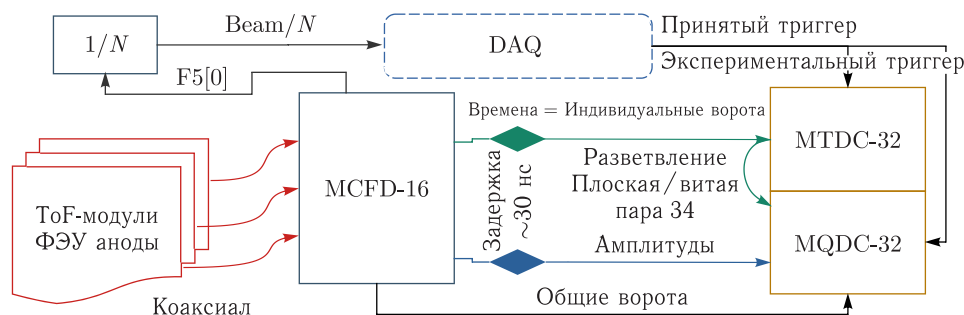 1/N
Beam/N
DAQ
Принятый триггер
Экспериментальный триггер
F5[0]
Времена = Индивидуальные ворота
MTDC-32
MCFD-16
Задержка
~30 нс
Разветвление
Плоская/витая
пара 34
ToF-модули
ФЭУ аноды
Амплитуды
MQDC-32
Коаксиал
Общие ворота